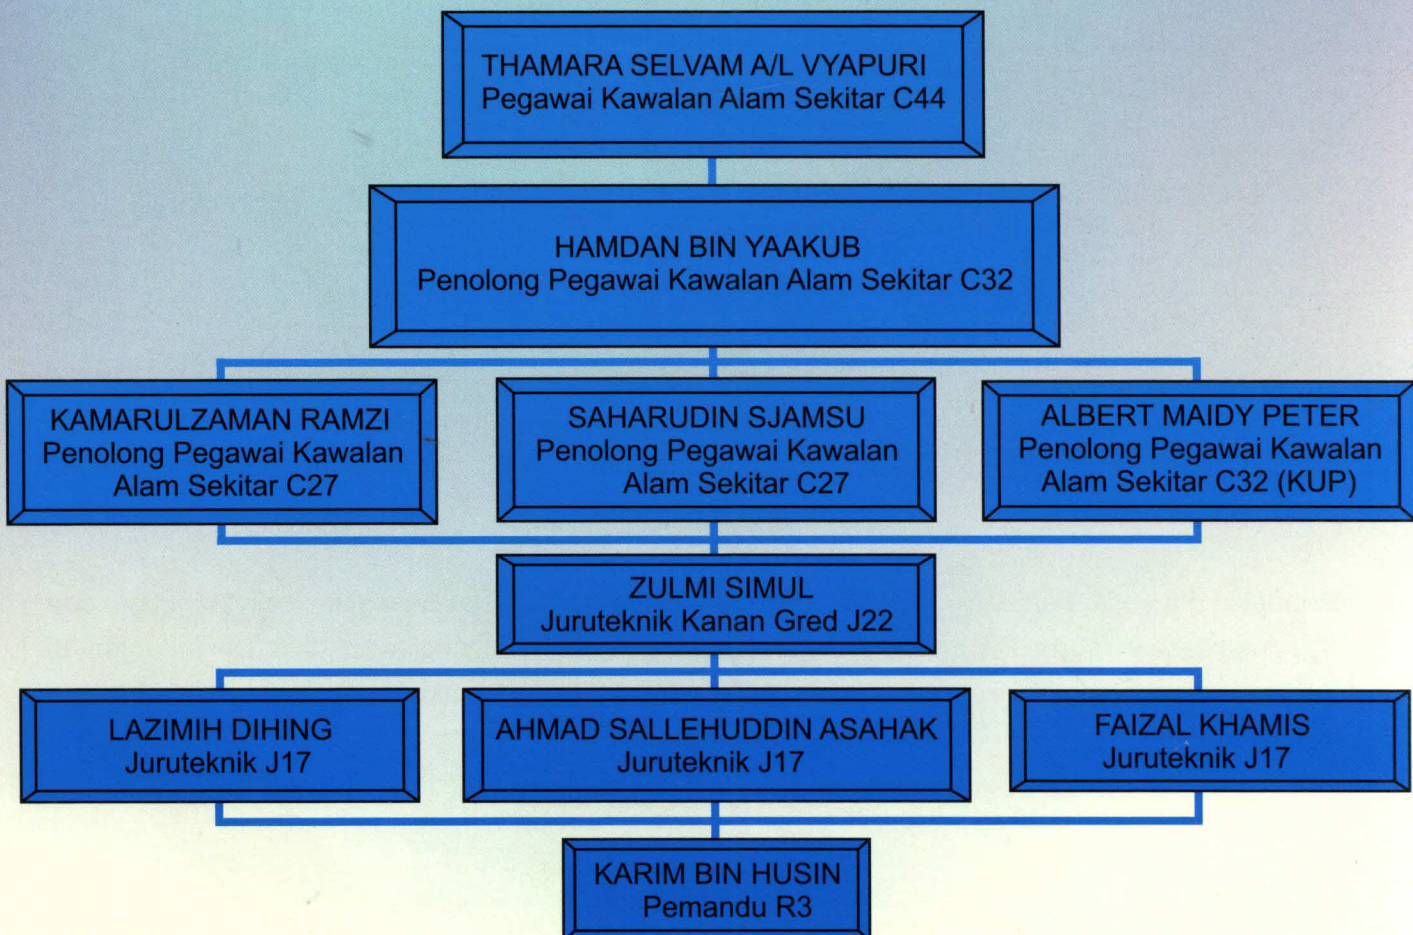 THAMARA SELVAM A/L VYAPURI
Pegawai Kawalan Alam Sekitar C44
HAMDAN BIN YAAKUB
Penolong Pegawai Kawalan Alam Sekitar C32
KAMARULZAMAN RAMZI
Penolong Pegawai Kawalan
Alam Sekitar C27
SAHARUDIN SJAMSU
Penolong Pegawai Kawalan
Alam Sekitar C27
ALBERT MAIDY PETER
Penolong Pegawai Kawalan
Alam Sekitar C32 (KUP)
ZULMI SIMUL
Juruteknik Kanan Gred J22
LAZIMIH DIHING
Juruteknik J17
AHMAD SALLEHUDDIN ASAHAK
Juruteknik J17
FAIZAL KHAMIS
Juruteknik J17
KARIM BIN HUSIN
Pemandu R3